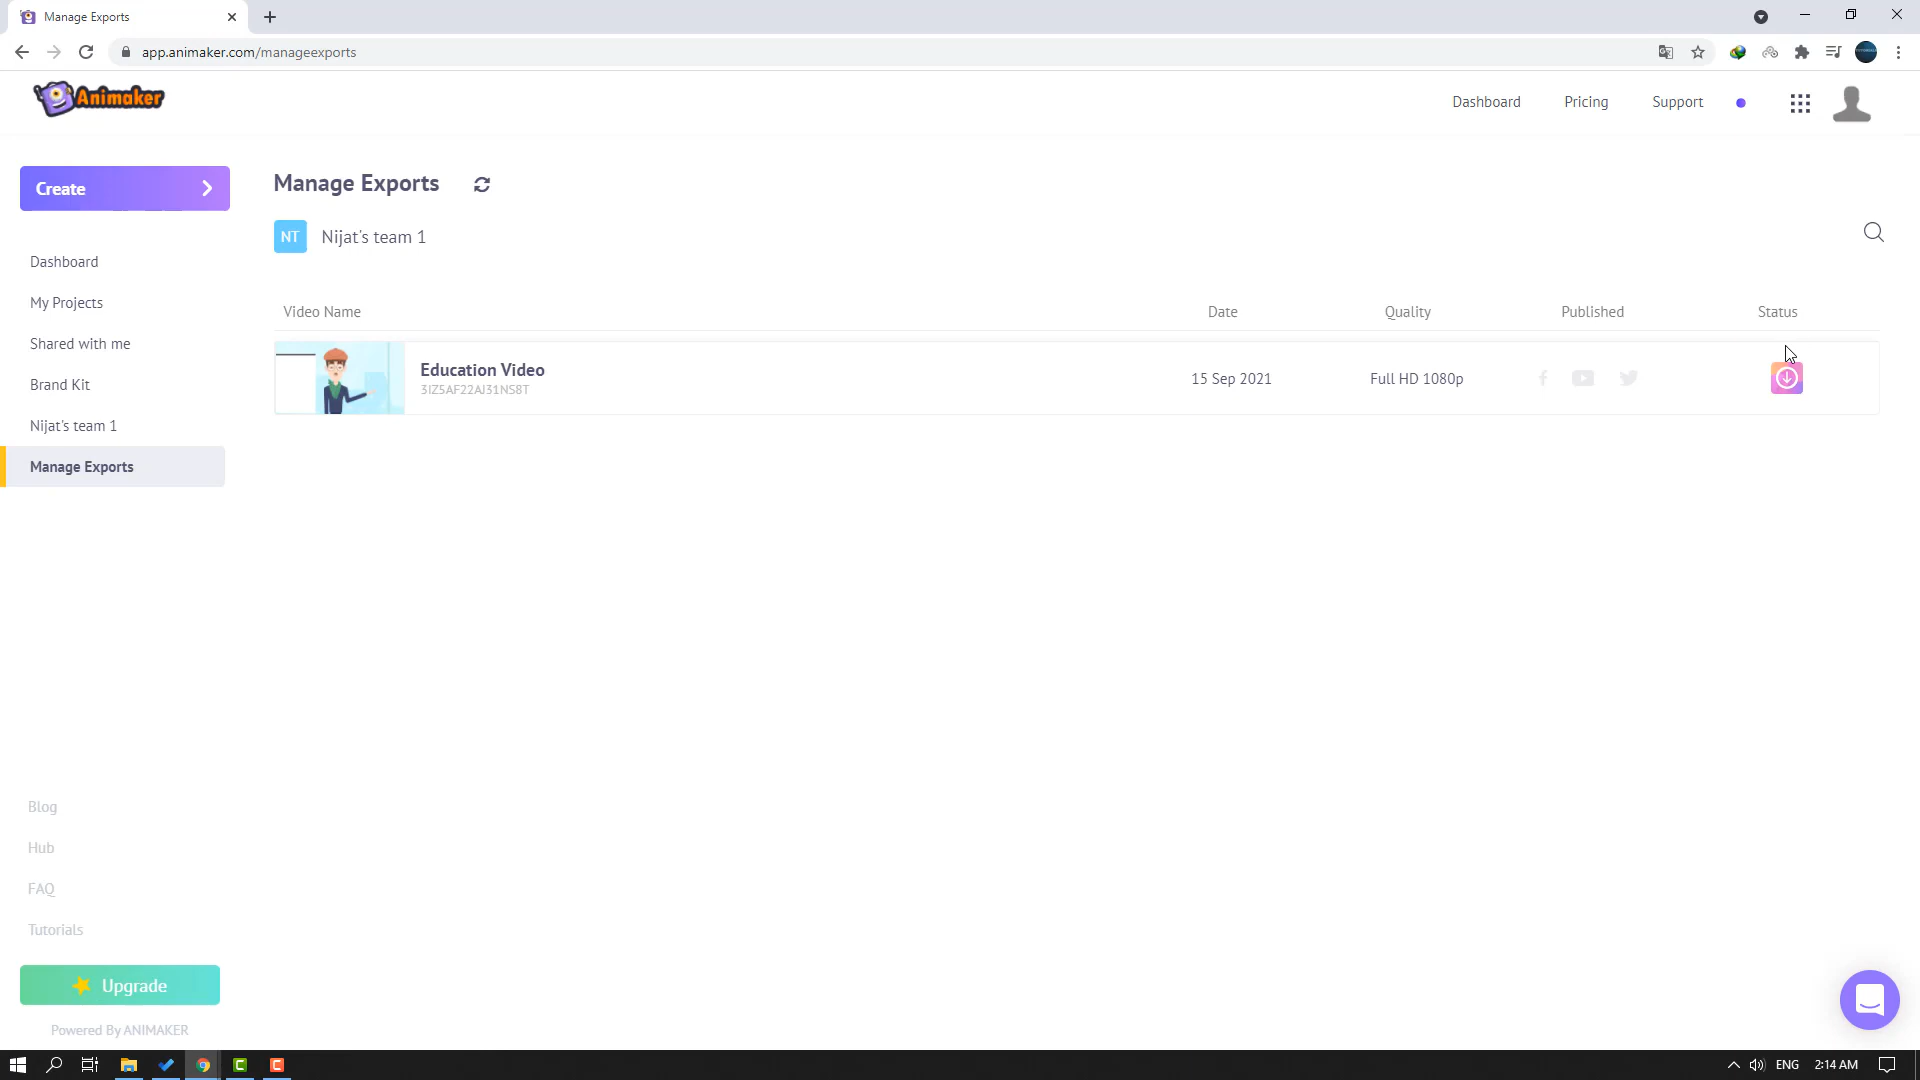 Manage Exports
app.animaker.com/manageexports
Animaker
Dashboard
Pricing
Support
Create
Manage Exports
NT
Nijat's team 1
Dashboard
My Projects
Shared with me
Brand Kit
Nijat's team 1
Manage Exports
Video Name
Date
Quality
Published
Status
Education Video
15 Sep 2021
Full HD 1080p
3IZ5AF22AJ31NS8T
Blog
Hub
FAQ
Tutorials
Upgrade
Powered By ANIMAKER
ENG
2:14 AM